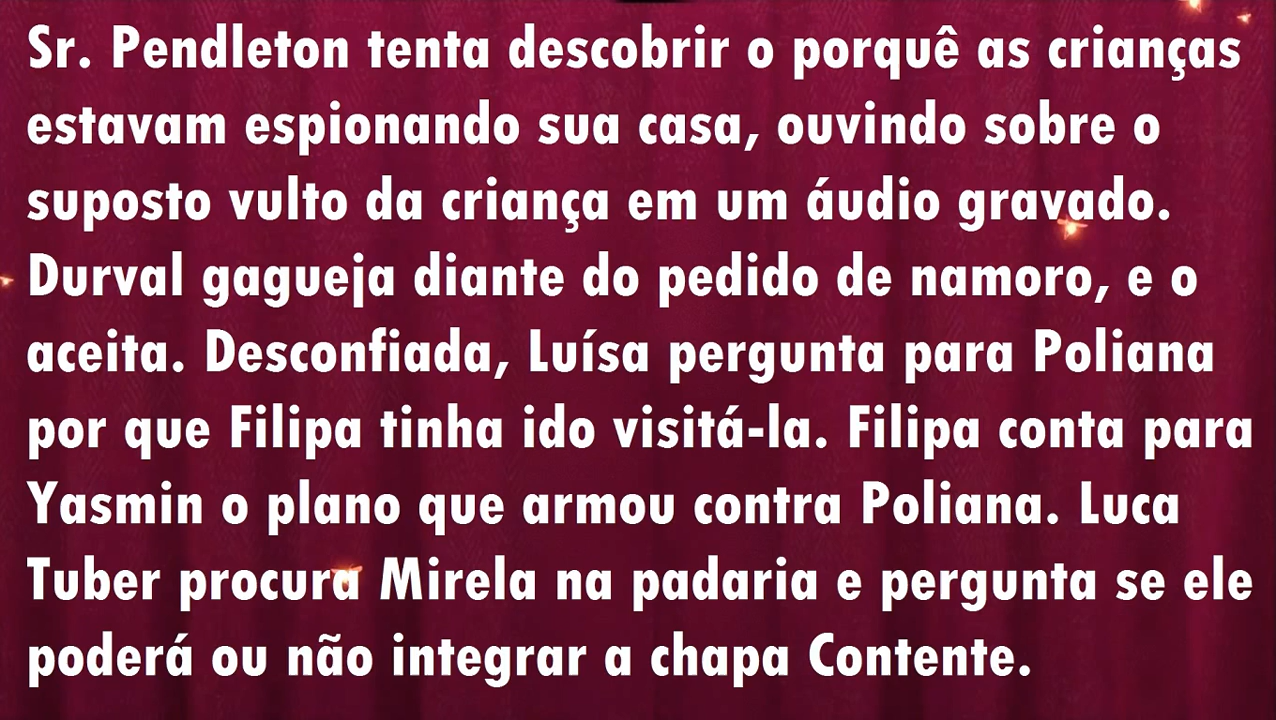 Sr. Pendleton tenta descobrir o porquê as crianças
estavam espionando sua casa, ouvindo sobre o
suposto vulto da criança em um áudio gravado.
Durval gagueja diante do pedido de namoro, e o
aceita. Desconfiada, Luísa pergunta para Poliana
por que Filipa tinha ido visitá-la. Filipa conta para
Yasmin o plano que armou contra Poliana. Luca
Tuber procura Mirela na padaria e pergunta se ele
poderá ou não integrar a chapa Contente.